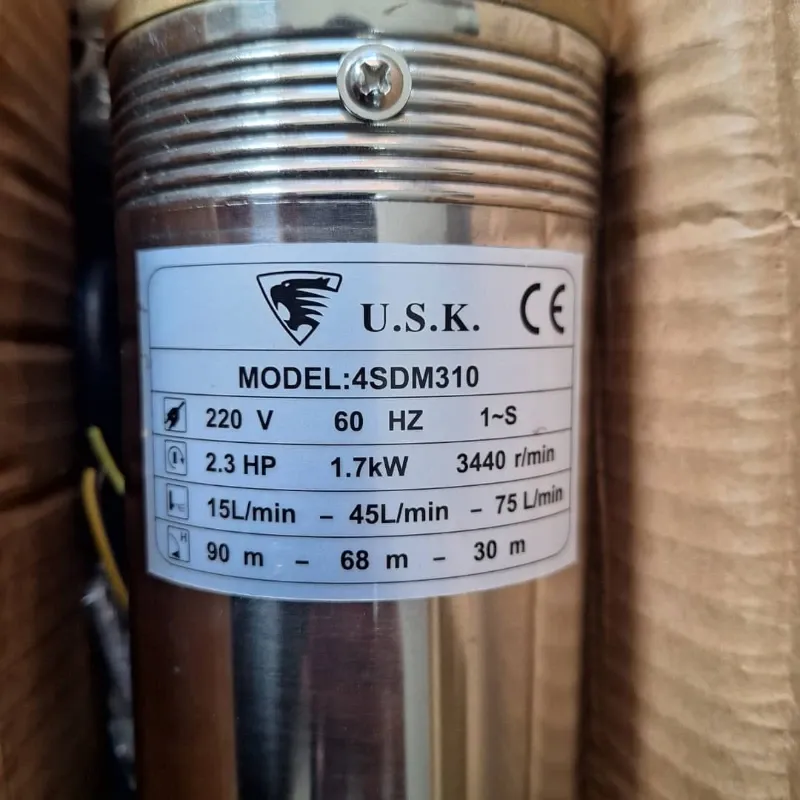 U.S.K. CE
MODEL:4SDM310
220 V 60 HZ 1~S
2.3 HP 1.7kW 3440 r/min
15L/min – 45L/min – 75 L/min
H
90 m – 68 m – 30 m